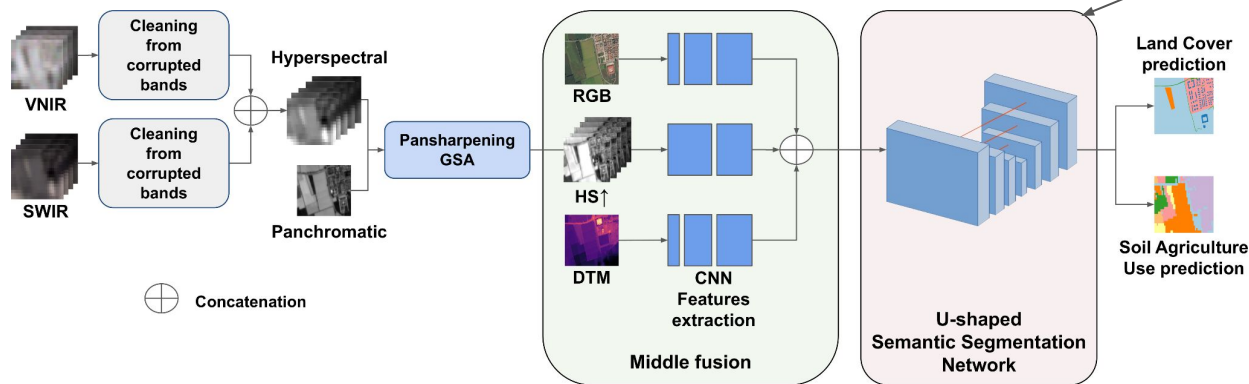 VNIR
Cleaning
from
corrupted
bands
SWIR
Cleaning
from
corrupted
bands
Hyperspectral
Panchromatic
Concatenation
Pansharpening
GSA
RGB
HS↑
DTM
CNN
Features
extraction
Middle fusion
U-shaped
Semantic Segmentation
Network
Land Cover
prediction
Soil Agriculture
Use prediction